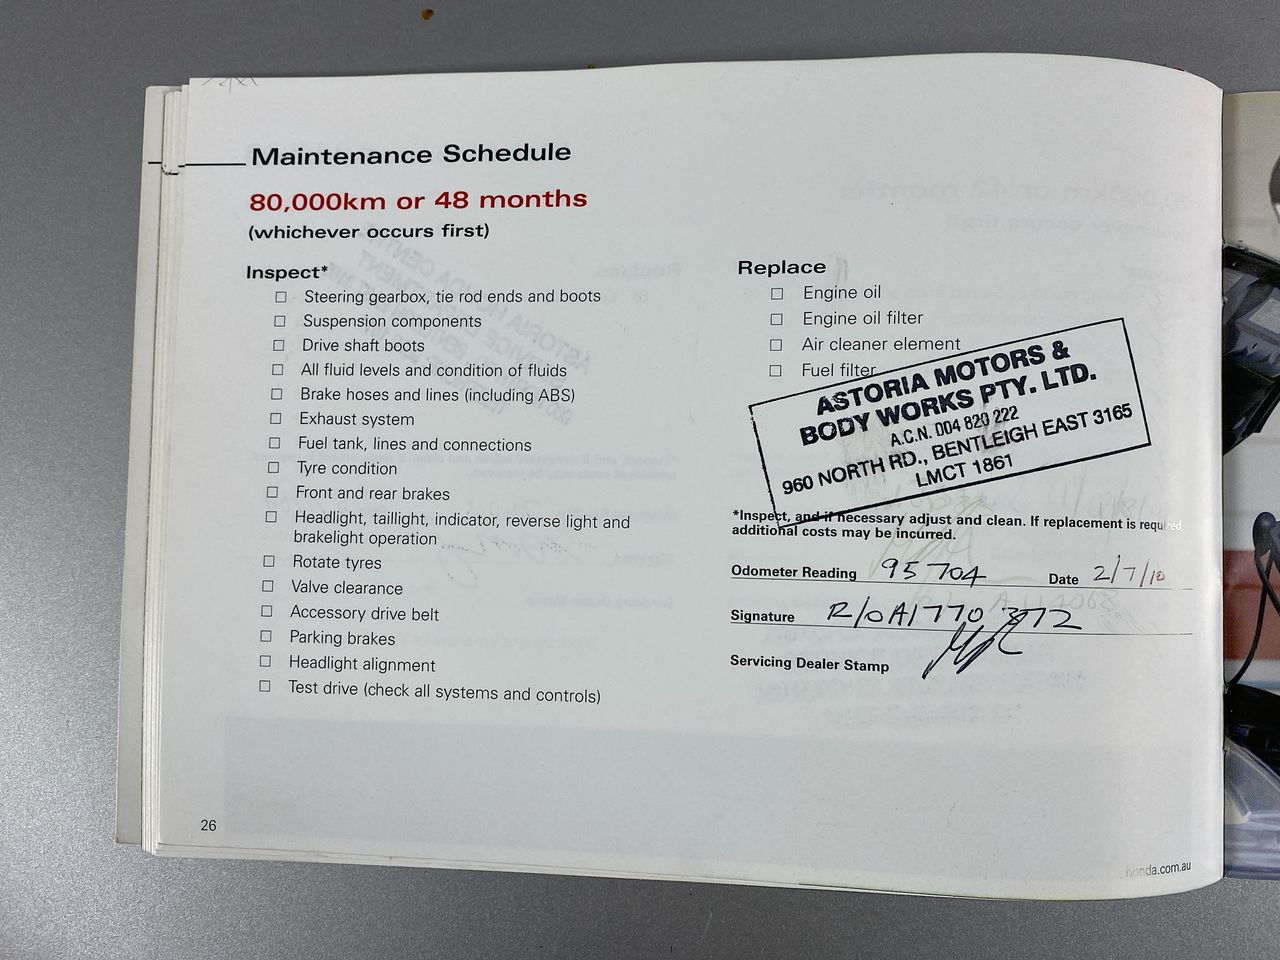 Maintenance Schedule
80,000km or 48 months
(whichever occurs first)
Inspect*
Steering gearbox, tie rod ends and boots
Suspension components
Drive shaft boots
All fluid levels and condition of fluids
Brake hoses and lines (including ABS)
Exhaust system
Fuel tank, lines and connections
Tyre condition
Front and rear brakes
Headlight, taillight, indicator, reverse light and
brakelight operation
Rotate tyres
Valve clearance
Accessory drive belt
Parking brakes
Headlight alignment
Test drive (check all systems and controls)
Replace
Engine oil
Engine oil filter
Air cleaner element
Fuel filter
ASTORIA MOTORS &
BODY WORKS PTY. LTD.
A.C.N. 004 820 222
960 NORTH RD., BENTLEIGH EAST 3165
LMCT 1861
*Inspect, and if necessary adjust and clean. If replacement is required,
additional costs may be incurred.
Odometer Reading 95704 Date 2/7/10
Signature R/O A1770 372
Servicing Dealer Stamp
26
honda.com.au